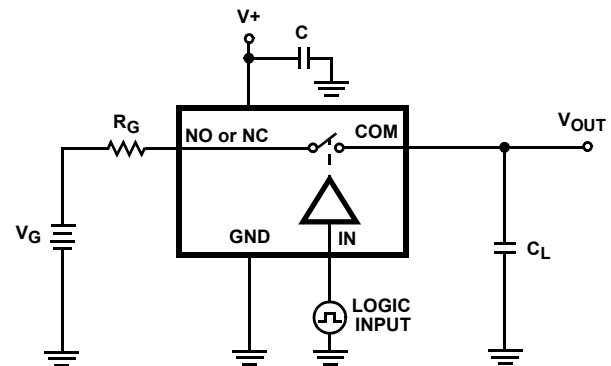 V+
C
RG
NO or NC
COM
VOUT
VG
GND
IN
CL
LOGIC
INPUT